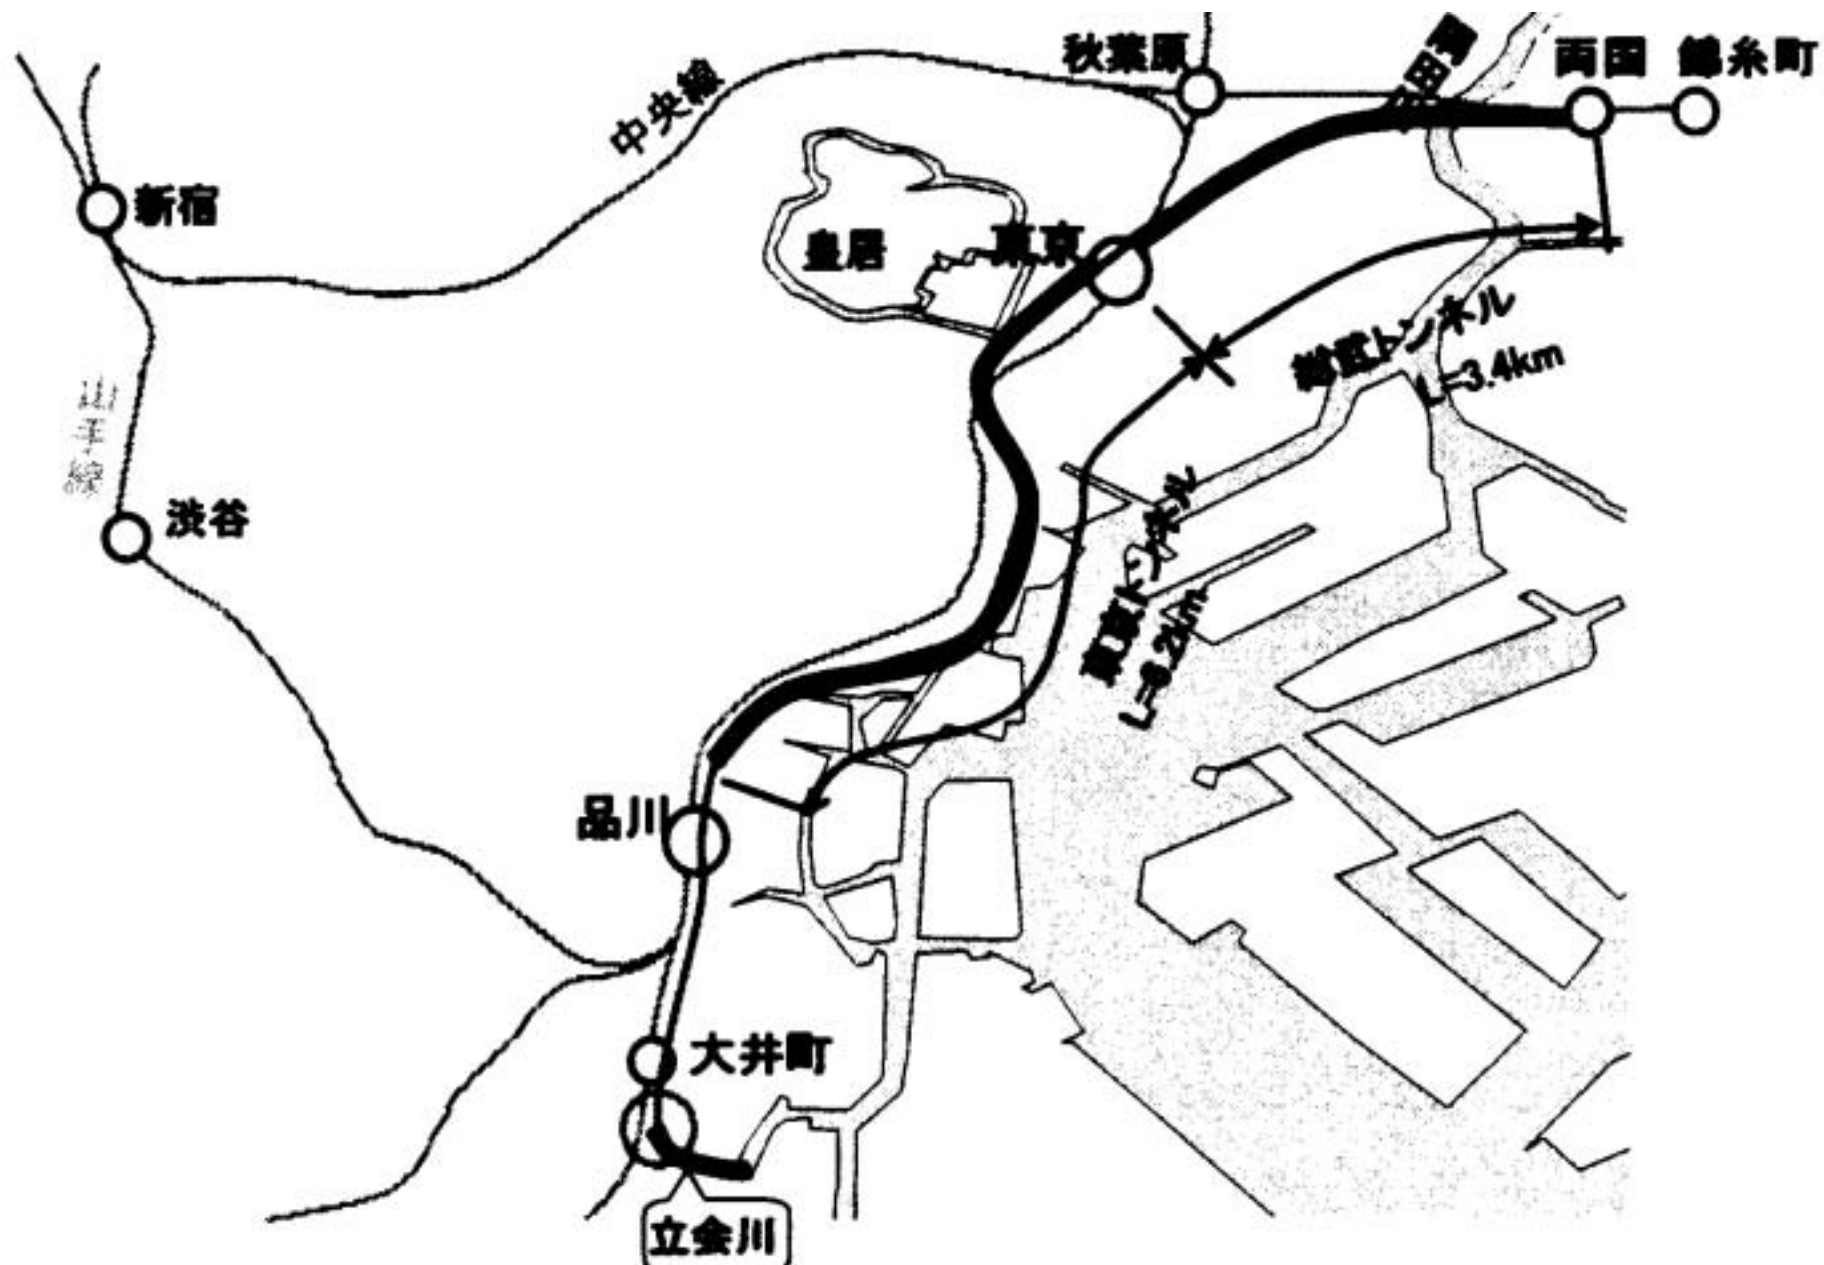 秋葉原
両国
錦糸町
中央線
新宿
皇居
東京
総武トンネル
L=3.4km
山手線
渋谷
東京トンネル
品川
大井町
立会川